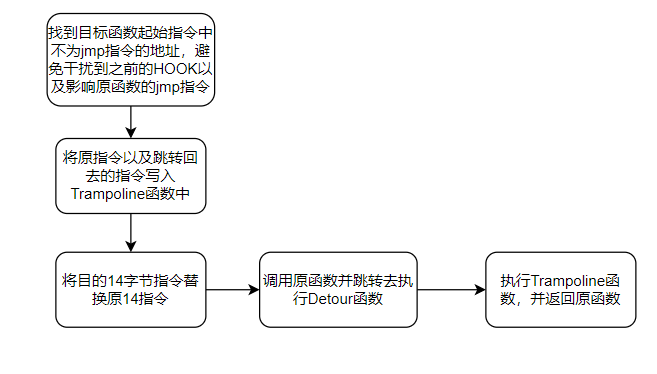 找到目标函数起始指令中
不为jmp指令的地址，避
免干扰到之前的HOOK以
及影响原函数的jmp指令
将原指令以及跳转回
去的指令写入
Trampoline函数中
将目的14字节指令替
换原14指令
调用原函数并跳转去执
行Detour函数
执行Trampoline函
数，并返回原函数